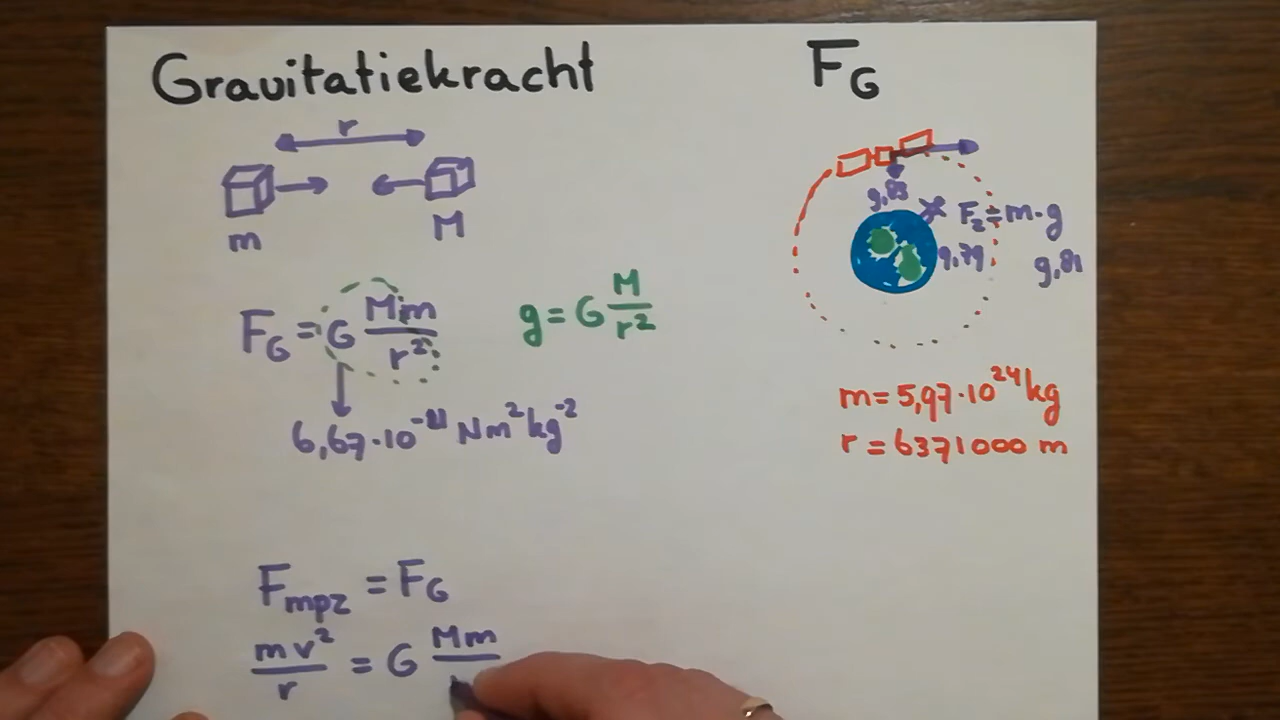 Gravitatiekracht
F_G
r
m
M
F_G = G Mm / r²
g = G M / r²
6,67·10⁻¹¹ Nm²kg⁻²
9,83
F_z = m·g
9,79
9,81
m = 5,97·10²⁴ kg
r = 6371000 m
F_mpz = F_G
mv² / r = G Mm